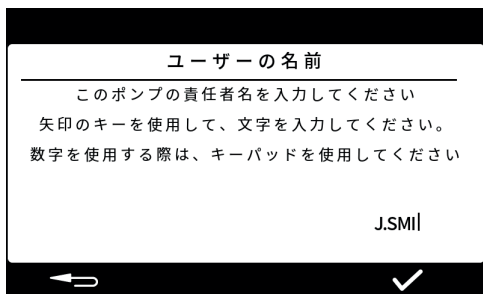 ユーザーの名前
このポンプの責任者名を入力してください
矢印のキーを使用して、文字を入力してください。
数字を使用する際は、キーパッドを使用してください
J.SMI